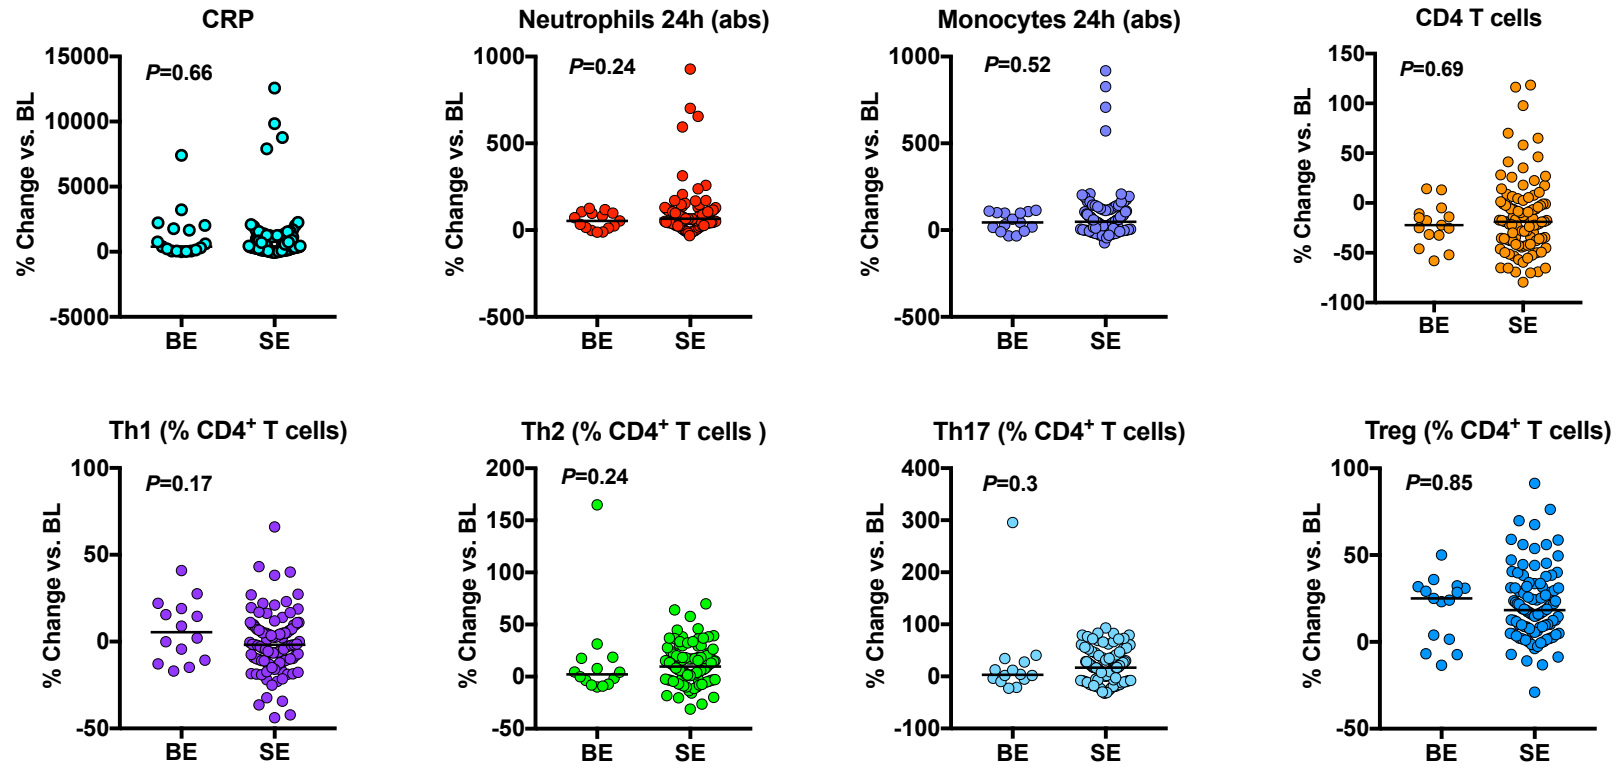 CRP
Neutrophils 24h (abs)
Monocytes 24h (abs)
CD4 T cells
% Change vs. BL
15000
10000
5000
0
-5000
P=0.66
BE
SE
% Change vs. BL
1000
500
0
-500
P=0.24
BE
SE
% Change vs. BL
1000
500
0
-500
P=0.52
BE
SE
% Change vs. BL
150
100
50
0
-50
-100
P=0.69
BE
SE
Th1 (% CD4⁺ T cells)
Th2 (% CD4⁺ T cells )
Th17 (% CD4⁺ T cells)
Treg (% CD4⁺ T cells)
% Change vs. BL
100
50
0
-50
P=0.17
BE
SE
% Change vs. BL
200
150
100
50
0
-50
P=0.24
BE
SE
% Change vs. BL
400
300
200
100
0
-100
P=0.3
BE
SE
% Change vs. BL
100
50
0
-50
P=0.85
BE
SE